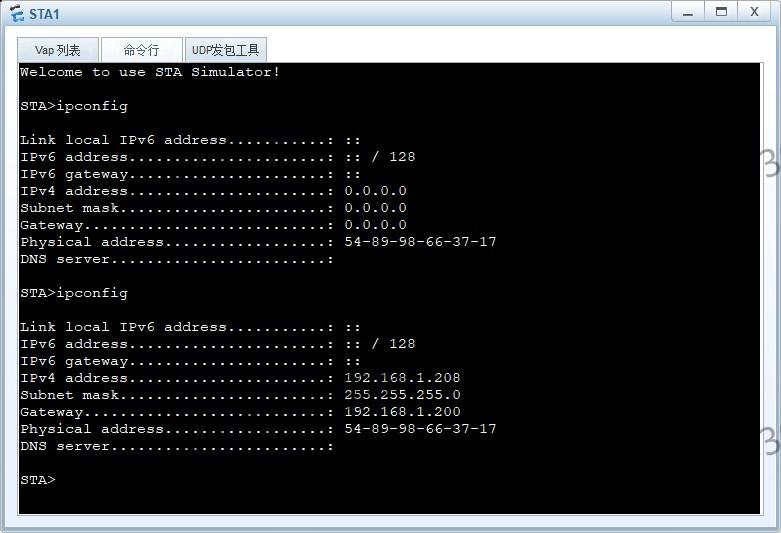 STA1
Vap 列表 命令行 UDP发包工具
Welcome to use STA Simulator!
STA>ipconfig
Link local IPv6 address...........: ::
IPv6 address......................: :: / 128
IPv6 gateway......................: ::
IPv4 address......................: 0.0.0.0
Subnet mask.......................: 0.0.0.0
Gateway...........................: 0.0.0.0
Physical address..................: 54-89-98-66-37-17
DNS server........................:
STA>ipconfig
Link local IPv6 address...........: ::
IPv6 address......................: :: / 128
IPv6 gateway......................: ::
IPv4 address......................: 192.168.1.208
Subnet mask.......................: 255.255.255.0
Gateway...........................: 192.168.1.200
Physical address..................: 54-89-98-66-37-17
DNS server........................:
STA>